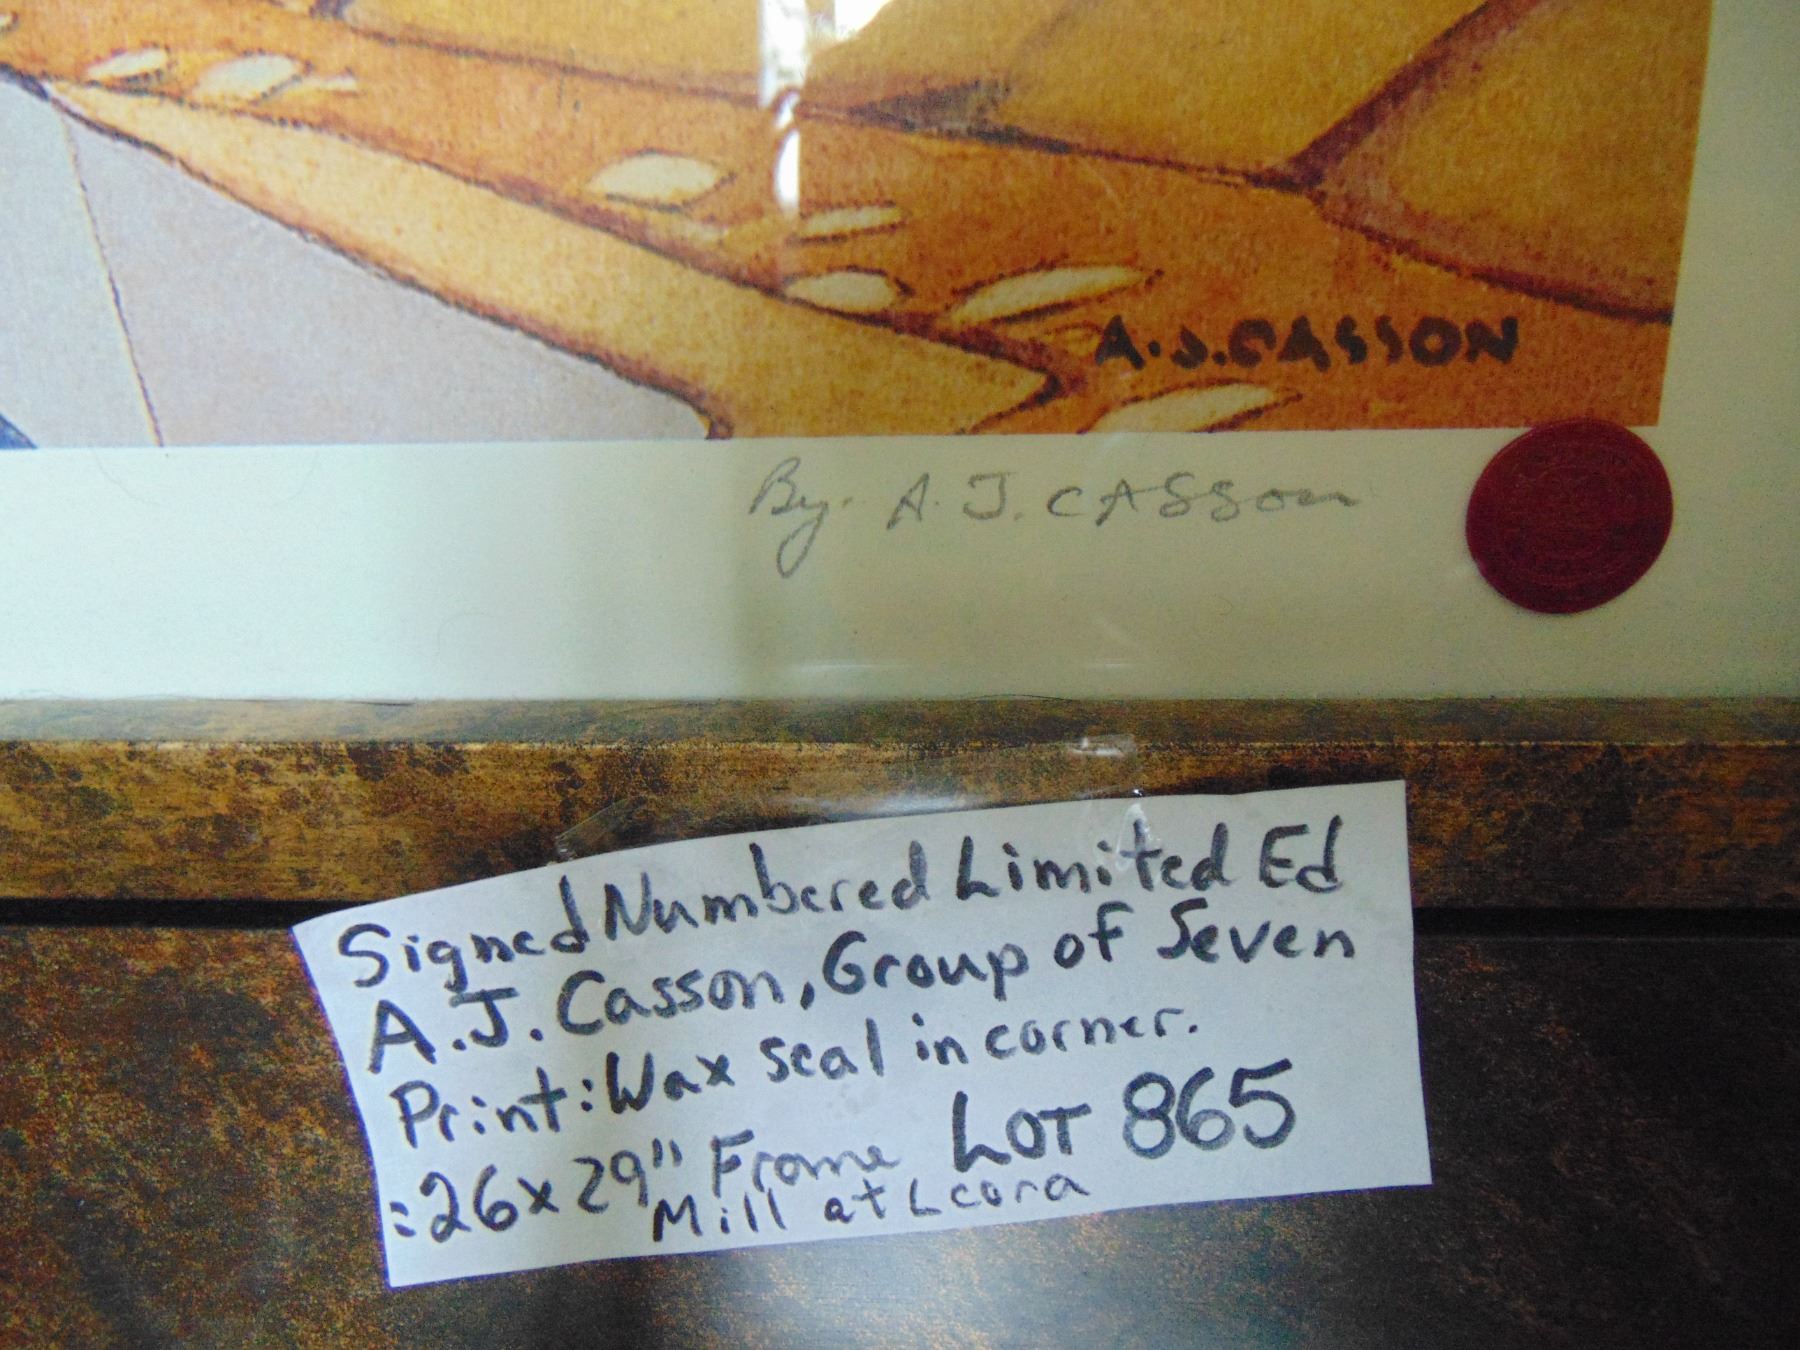 A.J.CASSON
By. A.J. CASSON
Signed Numbered Limited Ed
A.J. Casson, Group of Seven
Print: Wax seal in corner.
: 26x29" Frame LOT 865
Mill at Leora